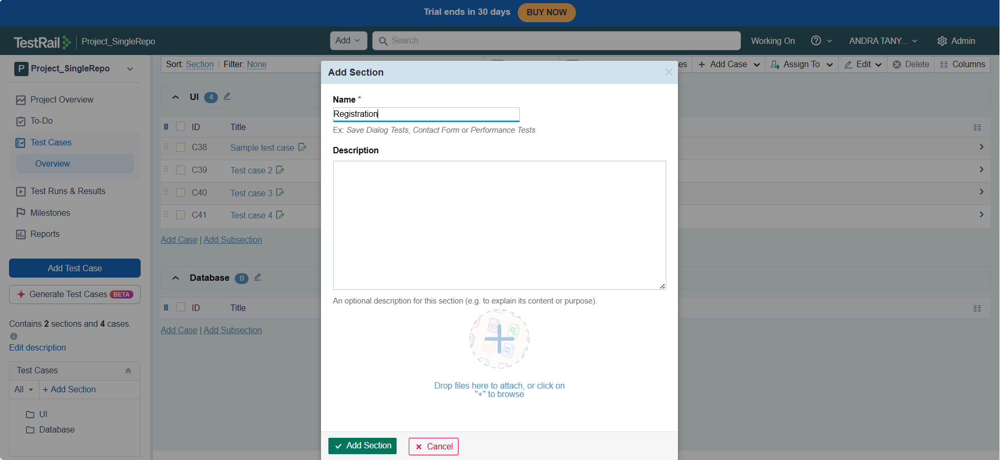 Trial ends in 30 days BUY NOW
TestRail Project_SingleRepo Add Search Working On ANDRA TANY... Admin
P Project_SingleRepo
Project Overview
To-Do
Test Cases
Overview
Test Runs & Results
Milestones
Reports
Add Test Case
Generate Test Cases BETA
Contains 2 sections and 4 cases.
Edit description
Test Cases
All + Add Section
UI
Database
Sort: Section Filter: None
es + Add Case Assign To Edit Delete Columns
UI 4
ID Title
C38 Sample test case
C39 Test case 2
C40 Test case 3
C41 Test case 4
Add Case | Add Subsection
Database 0
ID Title
Add Case | Add Subsection
Add Section
Name *
Registration
Ex: Save Dialog Tests, Contact Form or Performance Tests
Description
An optional description for this section (e.g. to explain its content or purpose).
Drop files here to attach, or click on
"+" to browse
Add Section Cancel